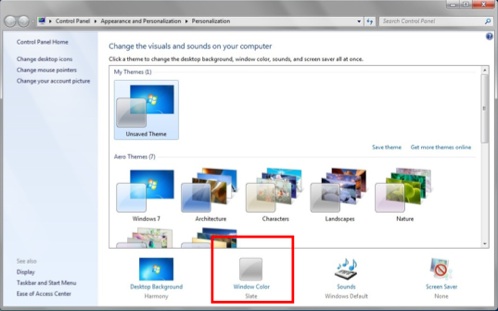 Control Panel ▸ Appearance and Personalization ▸ Personalization
Search Control Panel
Control Panel Home
Change desktop icons
Change mouse pointers
Change your account picture
Change the visuals and sounds on your computer
Click a theme to change the desktop background, window color, sounds, and screen saver all at once.
My Themes (1)
Unsaved Theme
Save theme
Get more themes online
Aero Themes (7)
Windows 7
Architecture
Characters
Landscapes
Nature
See also
Display
Taskbar and Start Menu
Ease of Access Center
Desktop Background
Harmony
Window Color
Slate
Sounds
Windows Default
Screen Saver
None